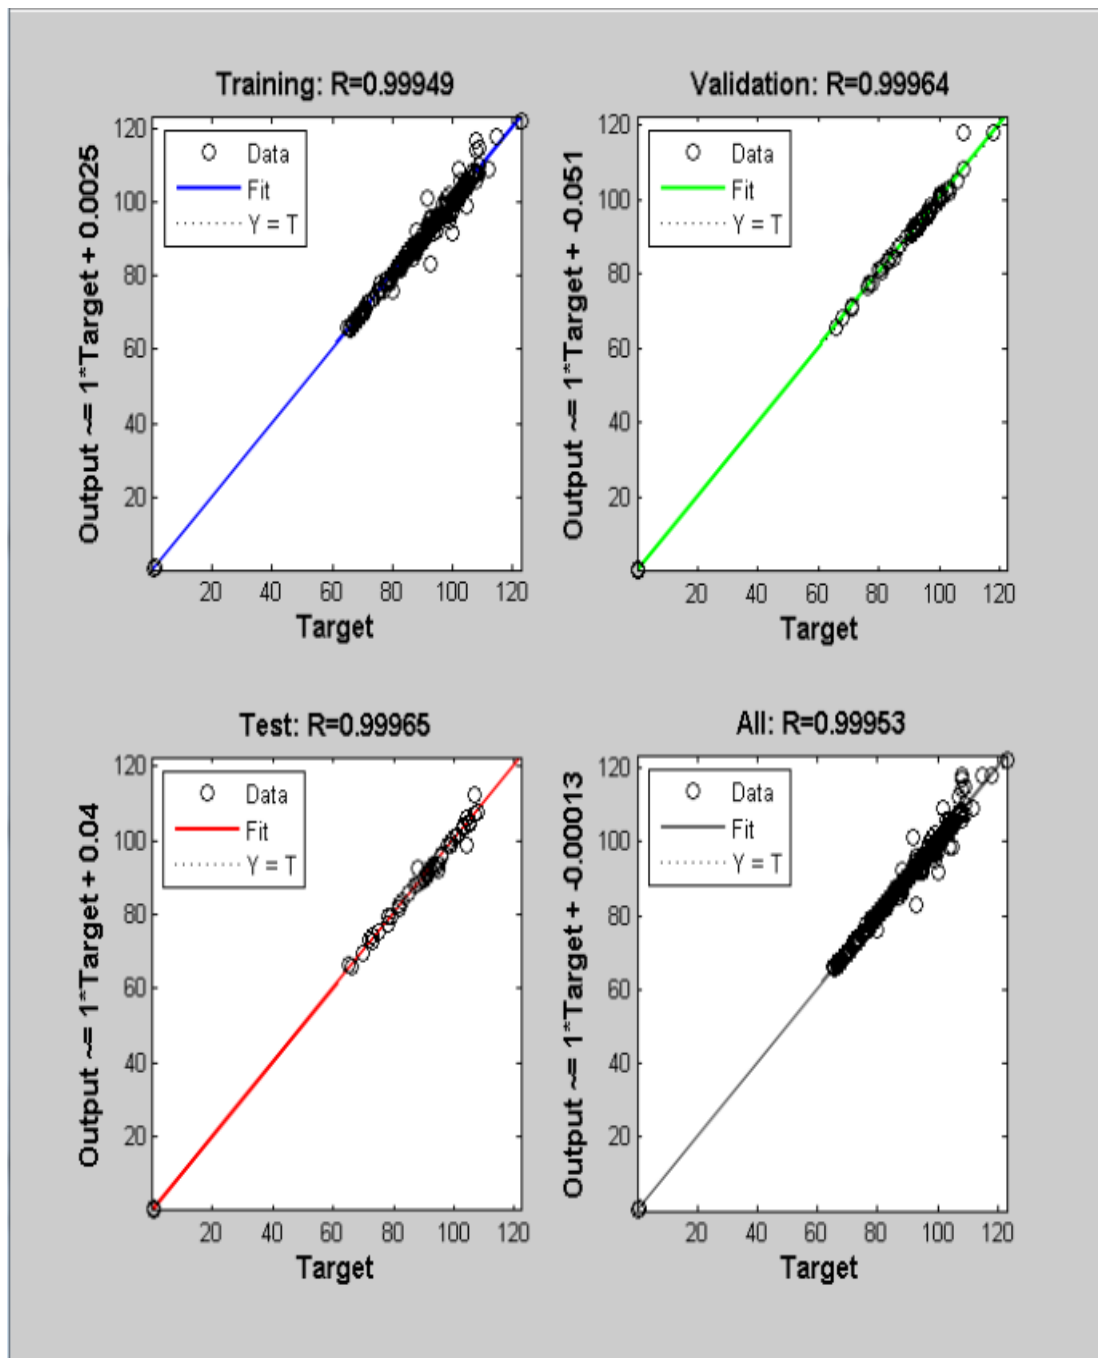 Training: R=0.99949
Output ~= 1*Target + 0.0025
120
100
80
60
40
20
Data
Fit
Y = T
20 40 60 80 100 120
Target
Validation: R=0.99964
Output ~= 1*Target + -0.051
120
100
80
60
40
20
Data
Fit
Y = T
20 40 60 80 100 120
Target
Test: R=0.99965
Output ~= 1*Target + 0.04
120
100
80
60
40
20
Data
Fit
Y = T
20 40 60 80 100 120
Target
All: R=0.99953
Output ~= 1*Target + -0.00013
120
100
80
60
40
20
Data
Fit
Y = T
20 40 60 80 100 120
Target